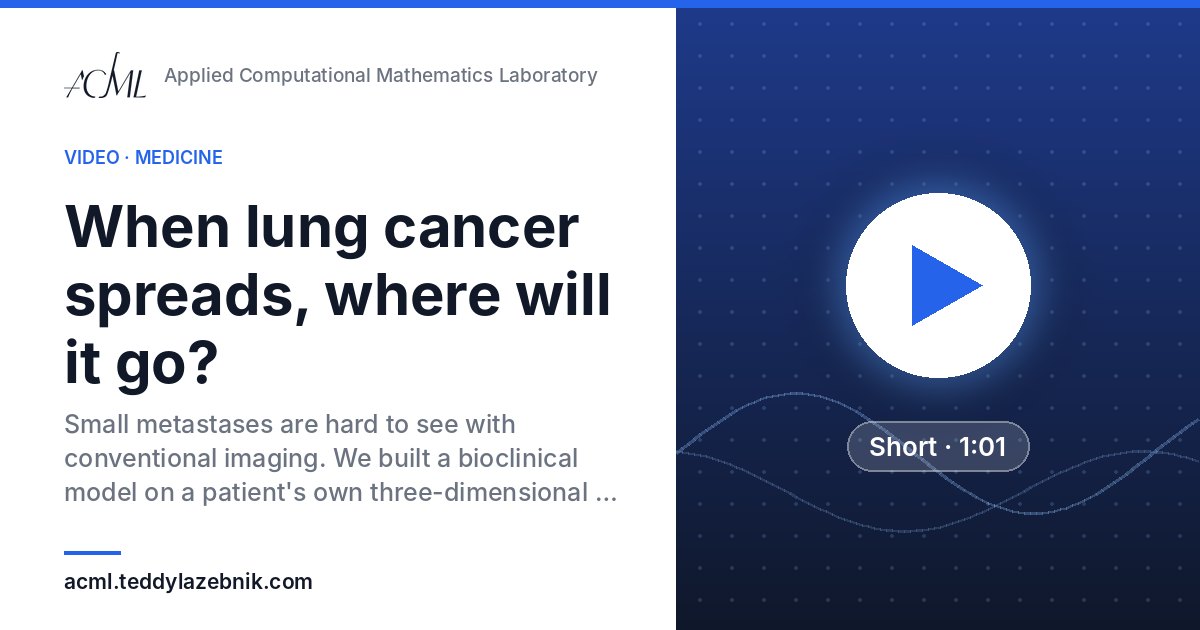 ACML
Applied Computational Mathematics Laboratory
VIDEO · MEDICINE
When lung cancer
spreads, where will
it go?
Small metastases are hard to see with
conventional imaging. We built a bioclinical
model on a patient's own three-dimensional ...
acml.teddylazebnik.com
Short · 1:01